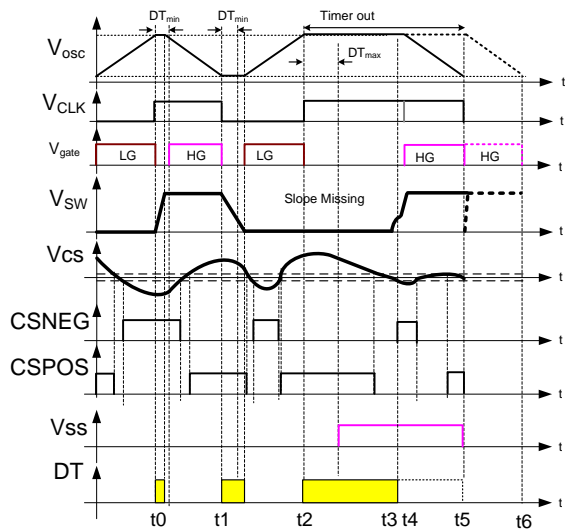 DTmin DTmin Timer out
Vosc DTmax t
VCLK t
Vgate LG HG LG HG HG t
VSW Slope Missing t
Vcs t
CSNEG t
CSPOS t
Vss t
DT t
t0 t1 t2 t3 t4 t5 t6